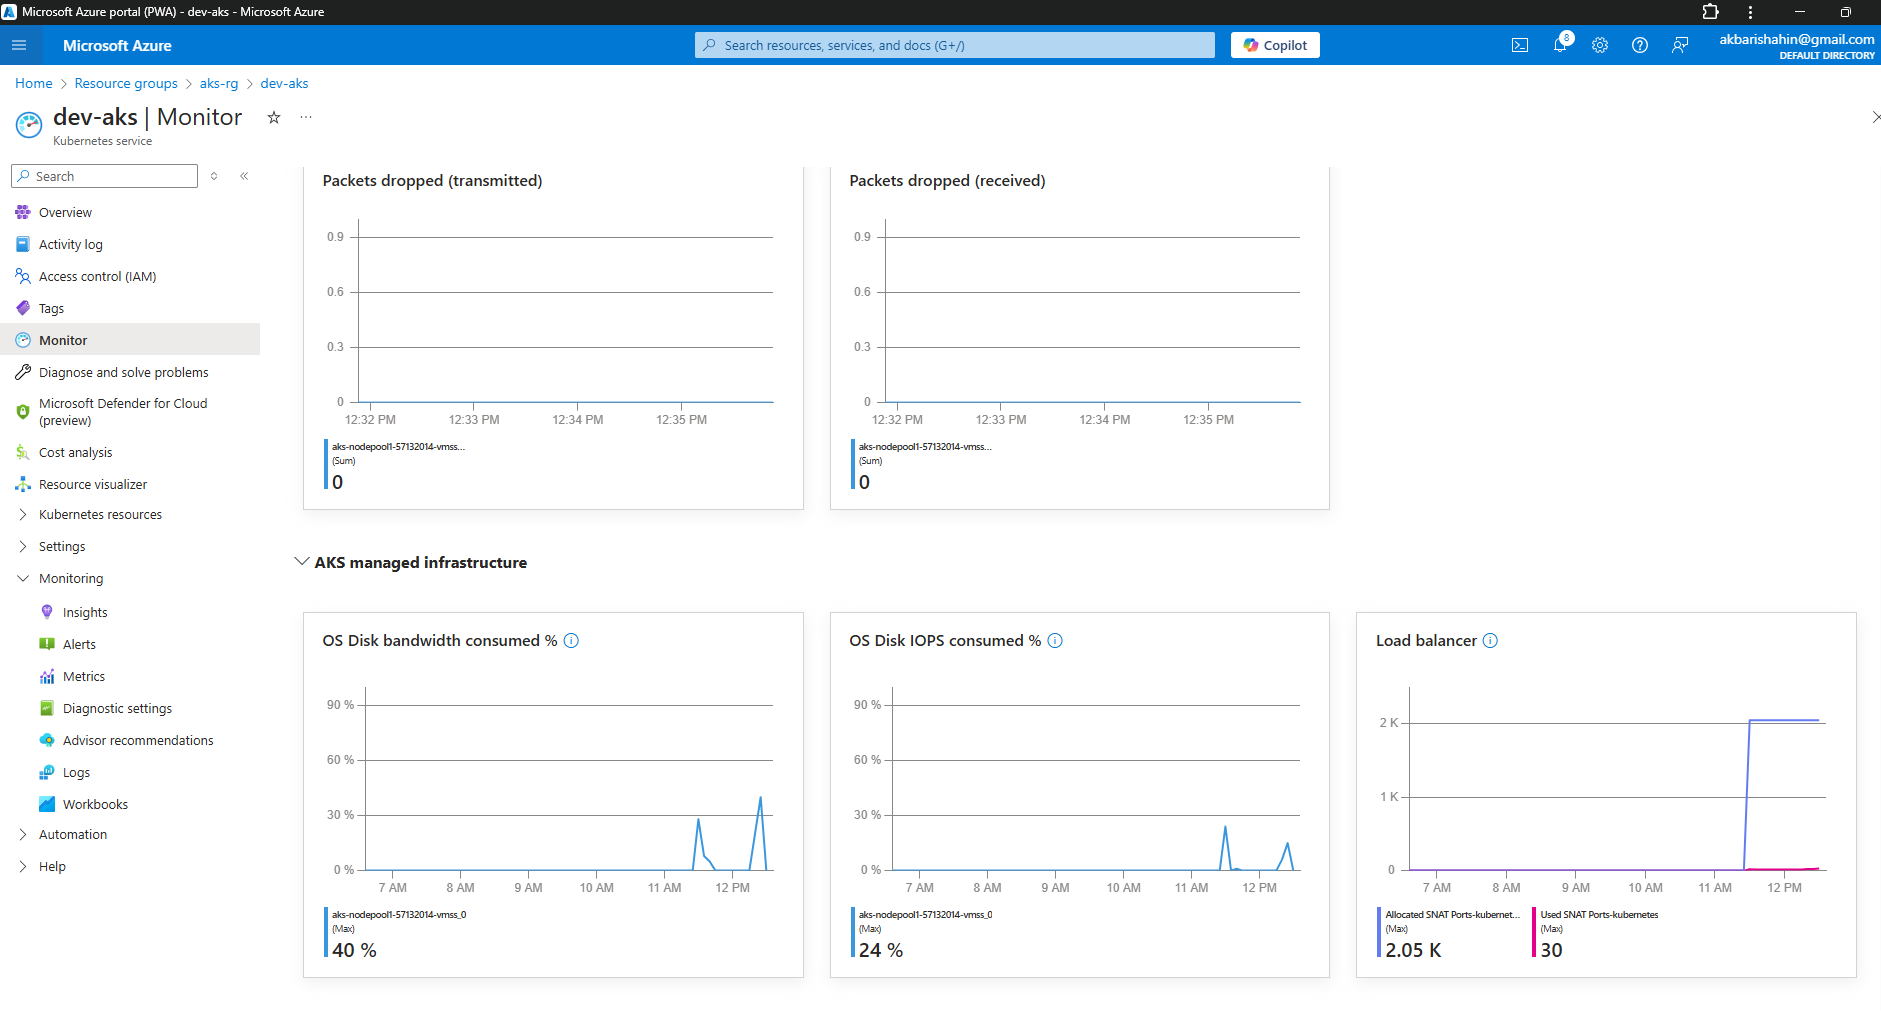 Microsoft Azure portal (PWA) - dev-aks - Microsoft Azure
Microsoft Azure
Search resources, services, and docs (G+/)
Copilot
8
akbarishahin@gmail.com
DEFAULT DIRECTORY
Home > Resource groups > aks-rg > dev-aks
dev-aks | Monitor
Kubernetes service
Search
Overview
Activity log
Access control (IAM)
Tags
Monitor
Diagnose and solve problems
Microsoft Defender for Cloud
(preview)
Cost analysis
Resource visualizer
Kubernetes resources
Settings
Monitoring
Insights
Alerts
Metrics
Diagnostic settings
Advisor recommendations
Logs
Workbooks
Automation
Help
Packets dropped (transmitted)
0.9
0.6
0.3
0
12:32 PM 12:33 PM 12:34 PM 12:35 PM
aks-nodepool1-57132014-vmss...
(Sum)
0
Packets dropped (received)
0.9
0.6
0.3
0
12:32 PM 12:33 PM 12:34 PM 12:35 PM
aks-nodepool1-57132014-vmss...
(Sum)
0
AKS managed infrastructure
OS Disk bandwidth consumed %
90 %
60 %
30 %
0 %
7 AM 8 AM 9 AM 10 AM 11 AM 12 PM
aks-nodepool1-57132014-vmss_0
(Max)
40 %
OS Disk IOPS consumed %
90 %
60 %
30 %
0 %
7 AM 8 AM 9 AM 10 AM 11 AM 12 PM
aks-nodepool1-57132014-vmss_0
(Max)
24 %
Load balancer
2 K
1 K
0
7 AM 8 AM 9 AM 10 AM 11 AM 12 PM
Allocated SNAT Ports-kubernet...
(Max)
2.05 K
Used SNAT Ports-kubernetes
(Max)
30